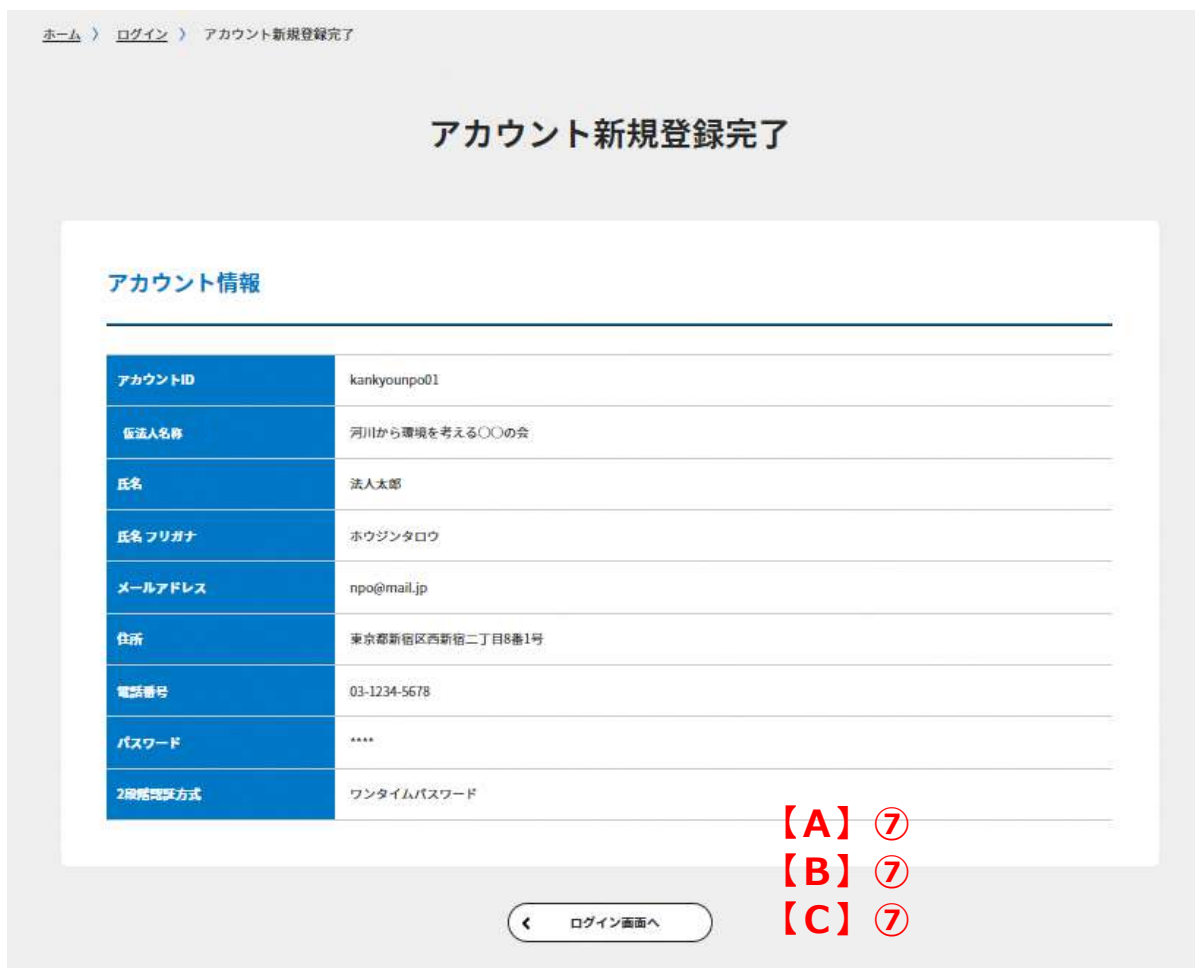 ホーム 〉 ログイン 〉 アカウント新規登録完了
アカウント新規登録完了
アカウント情報
アカウントID kankyounpo01
仮法人名称 河川から環境を考える〇〇の会
氏名 法人太郎
氏名 フリガナ ホウジンタロウ
メールアドレス npo@mail.jp
住所 東京都新宿区西新宿二丁目8番1号
電話番号 03-1234-5678
パスワード ****
2段階認証方式 ワンタイムパスワード
【A】⑦
【B】⑦
【C】⑦
ログイン画面へ